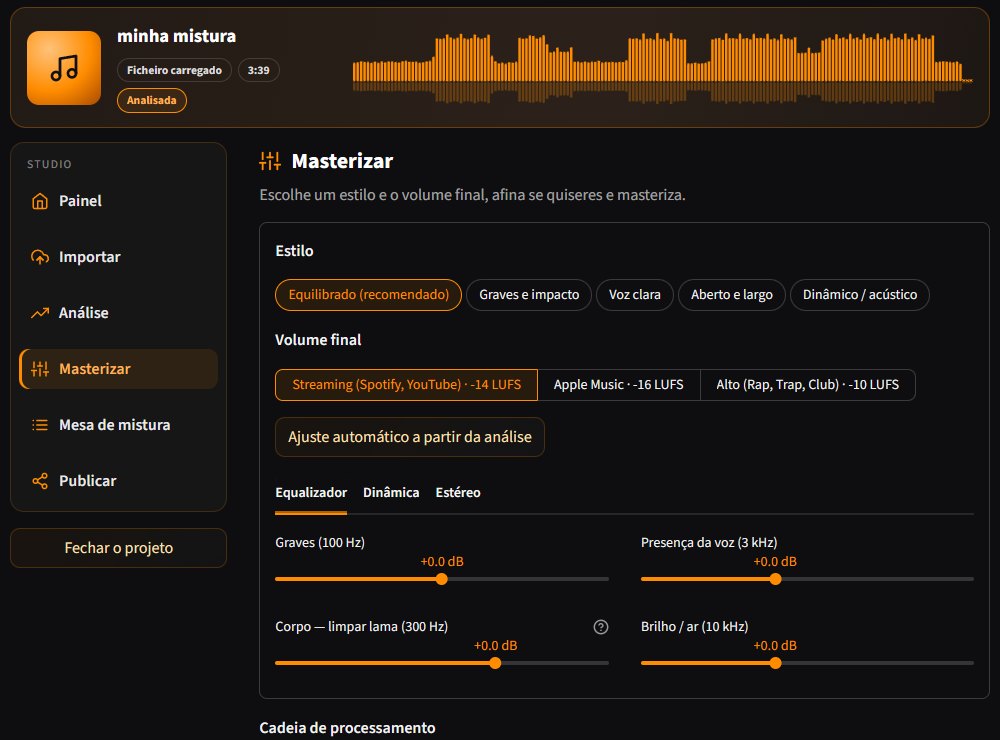 minha mistura
Ficheiro carregado
3:39
Analisada
STUDIO
Painel
Importar
Análise
Masterizar
Mesa de mistura
Publicar
Fechar o projeto
Masterizar
Escolhe um estilo e o volume final, afina se quiseres e masteriza.
Estilo
Equilibrado (recomendado)
Graves e impacto
Voz clara
Aberto e largo
Dinâmico / acústico
Volume final
Streaming (Spotify, YouTube) · -14 LUFS
Apple Music · -16 LUFS
Alto (Rap, Trap, Club) · -10 LUFS
Ajuste automático a partir da análise
Equalizador
Dinâmica
Estéreo
Graves (100 Hz)
+0.0 dB
Presença da voz (3 kHz)
+0.0 dB
Corpo — limpar lama (300 Hz)
+0.0 dB
Brilho / ar (10 kHz)
+0.0 dB
Cadeia de processamento